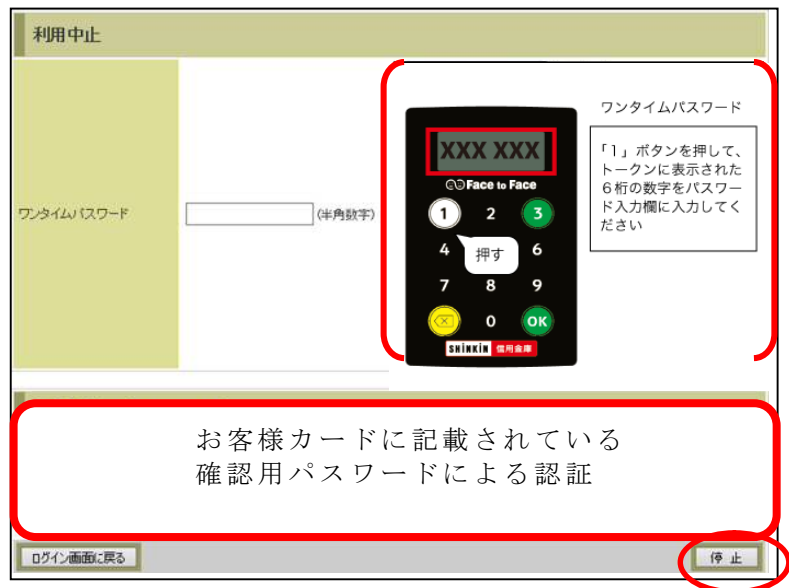 利用中止
ワンタイムパスワード
(半角数字)
XXX XXX
Face to Face
1 2 3
4 6
押す
7 8 9
0 OK
SHiNKiN 信用金庫
ワンタイムパスワード
「1」ボタンを押して、
トークンに表示された
6桁の数字をパスワー
ド入力欄に入力してく
ださい
お客様カードに記載されている
確認用パスワードによる認証
ログイン画面に戻る
停 止